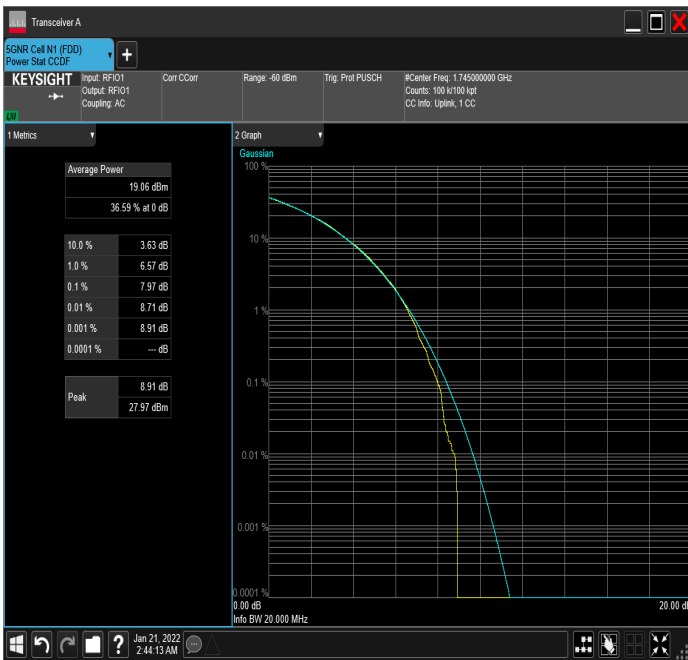 Transceiver A
5GNR Cell N1 (FDD)
Power Stat CCDF
KEYSIGHT
Input: RFIO1
Output: RFIO1
Coupling: AC
Corr CCorr
Range: -60 dBm
Trig: Prot PUSCH
#Center Freq: 1.745000000 GHz
Counts: 100 k/100 kpt
CC Info: Uplink, 1 CC
LXI
1 Metrics
Average Power
19.06 dBm
36.59 % at 0 dB
10.0 % 3.63 dB
1.0 % 6.57 dB
0.1 % 7.97 dB
0.01 % 8.71 dB
0.001 % 8.91 dB
0.0001 % --- dB
Peak
8.91 dB
27.97 dBm
2 Graph
Gaussian
100 %
10 %
1 %
0.1 %
0.01 %
0.001 %
0.0001 %
0.00 dB
20.00 dB
Info BW 20.000 MHz
?
Jan 21, 2022
2:44:13 AM